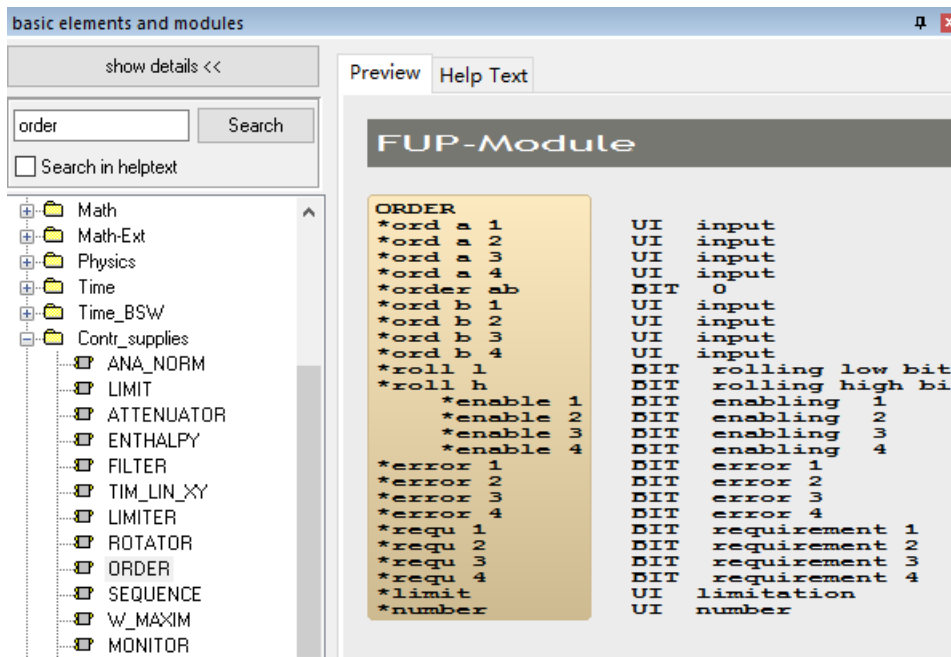 basic elements and modules
show details <<
order
Search
Search in helptext
Math
Math-Ext
Physics
Time
Time_BSW
Contr_supplies
ANA_NORM
LIMIT
ATTENUATOR
ENTHALPY
FILTER
TIM_LIN_XY
LIMITER
ROTATOR
ORDER
SEQUENCE
W_MAXIM
MONITOR
Preview
Help Text
FUP-Module
ORDER
*ord a 1 UI input
*ord a 2 UI input
*ord a 3 UI input
*ord a 4 UI input
*order ab BIT 0
*ord b 1 UI input
*ord b 2 UI input
*ord b 3 UI input
*ord b 4 UI input
*roll l BIT rolling low bit
*roll h BIT rolling high bi
*enable 1 BIT enabling 1
*enable 2 BIT enabling 2
*enable 3 BIT enabling 3
*enable 4 BIT enabling 4
*error 1 BIT error 1
*error 2 BIT error 2
*error 3 BIT error 3
*error 4 BIT error 4
*requ 1 BIT requirement 1
*requ 2 BIT requirement 2
*requ 3 BIT requirement 3
*requ 4 BIT requirement 4
*limit UI limitation
*number UI number